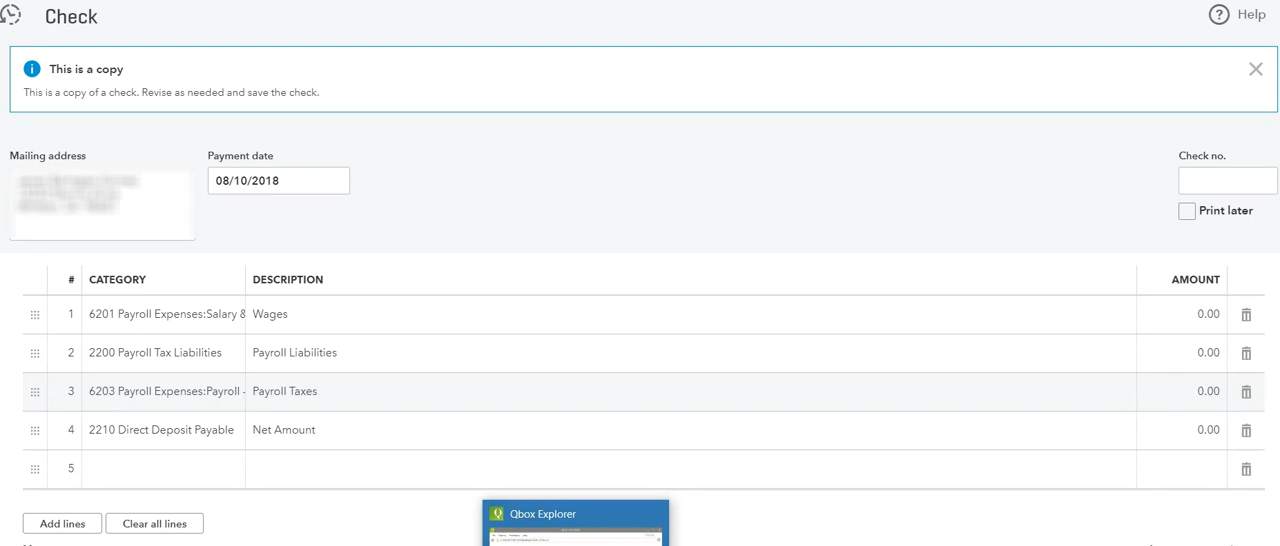 Check
Help
This is a copy
This is a copy of a check. Revise as needed and save the check.
Mailing address
Payment date
Check no.
08/10/2018
Print later
# CATEGORY DESCRIPTION AMOUNT
1 6201 Payroll Expenses:Salary & Wages 0.00
2 2200 Payroll Tax Liabilities Payroll Liabilities 0.00
3 6203 Payroll Expenses:Payroll - Payroll Taxes 0.00
4 2210 Direct Deposit Payable Net Amount 0.00
5
Add lines Clear all lines
Qbox Explorer